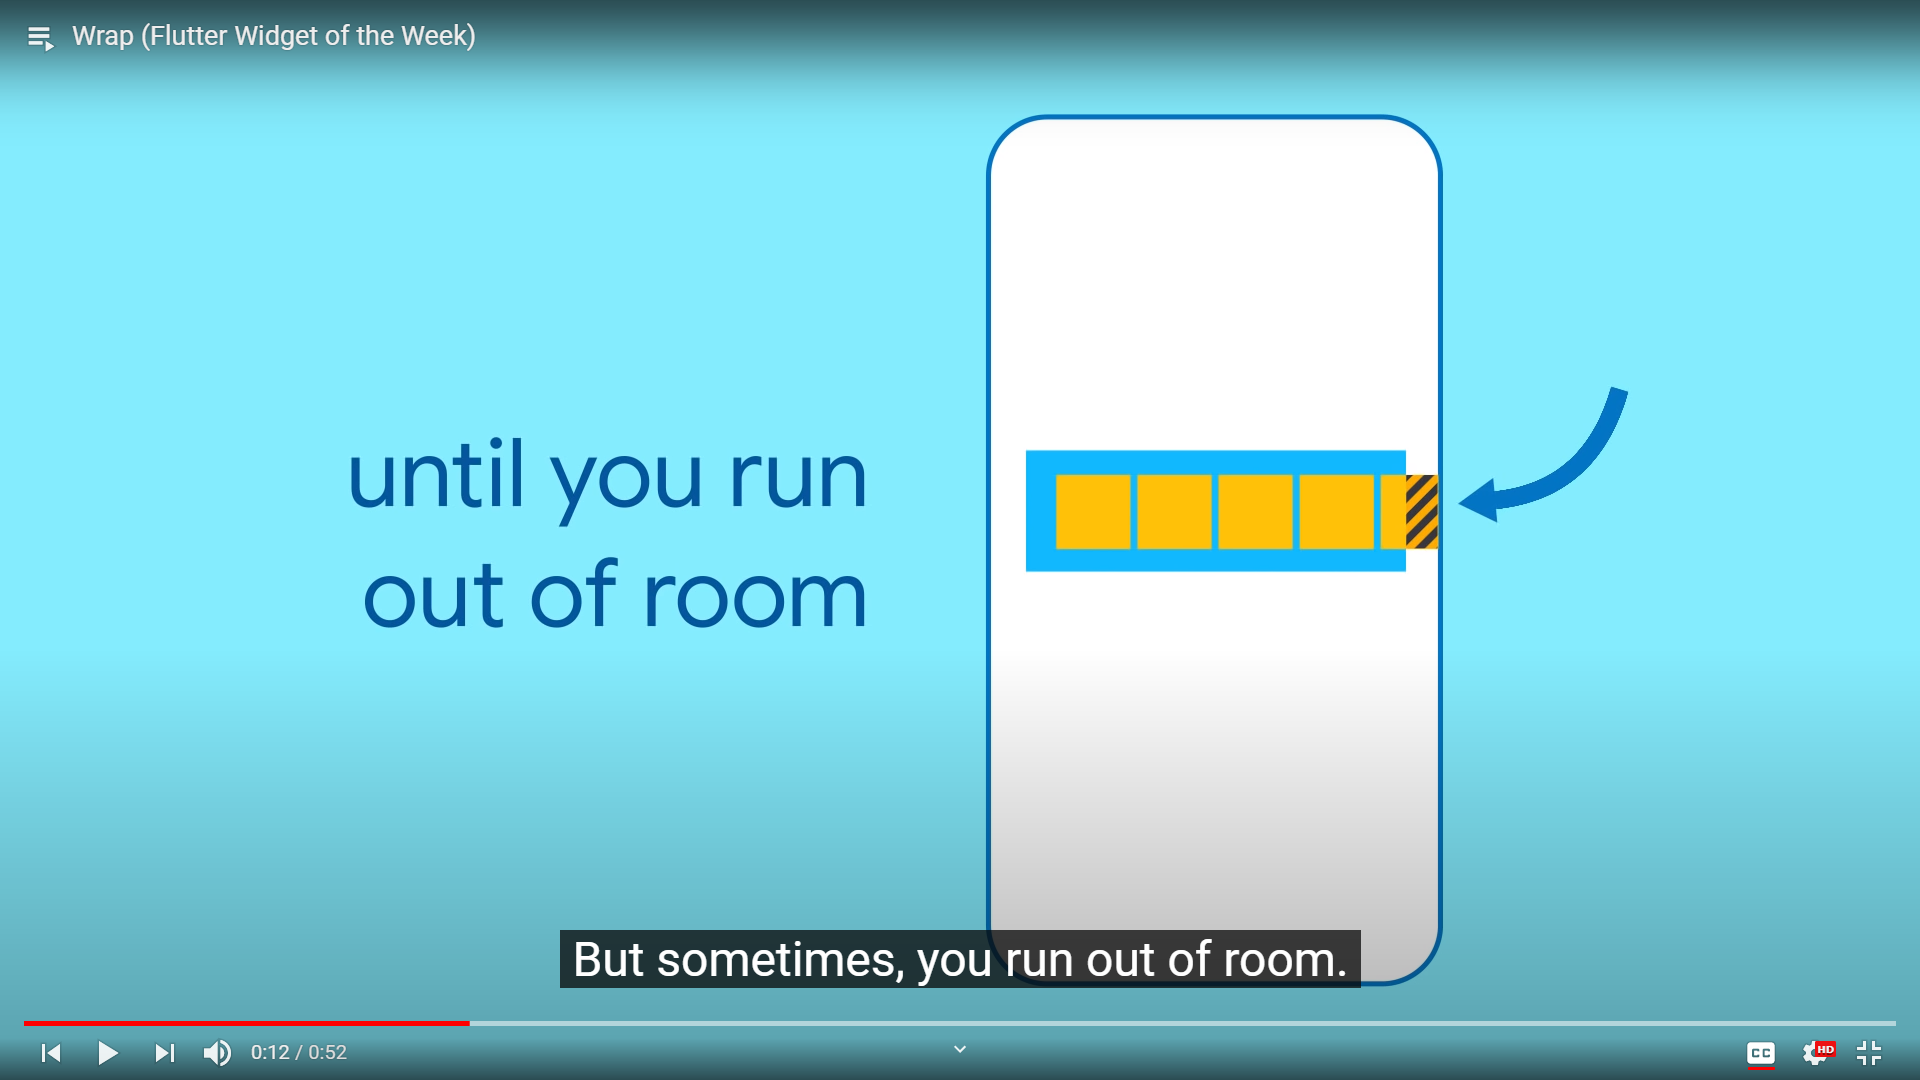 Wrap (Flutter Widget of the Week)
until you run
out of room
But sometimes, you run out of room.
0:12 / 0:52
CC
HD